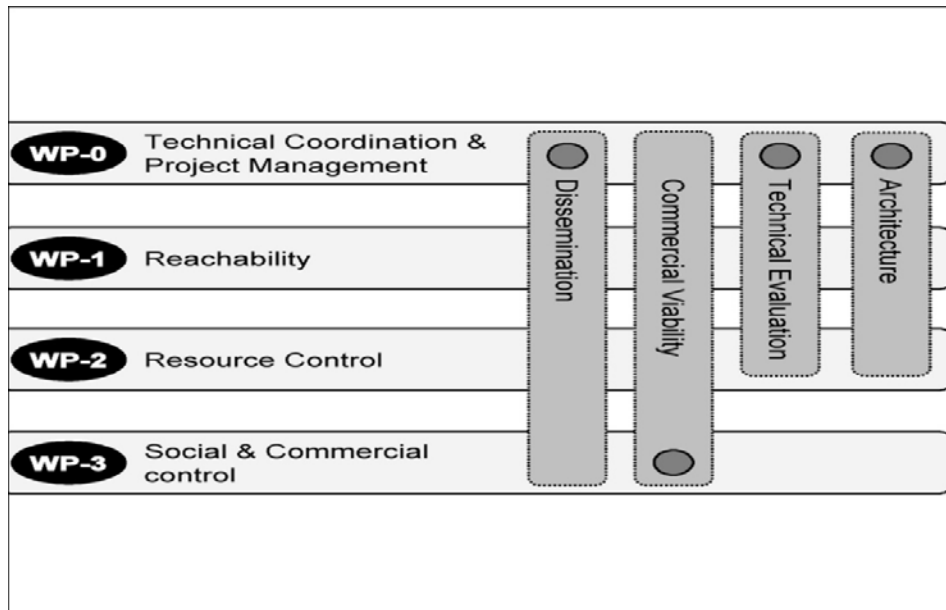 WP-0
Technical Coordination &
Project Management
WP-1
Reachability
WP-2
Resource Control
WP-3
Social & Commercial
control
Dissemination
Commercial Viability
Technical Evaluation
Architecture